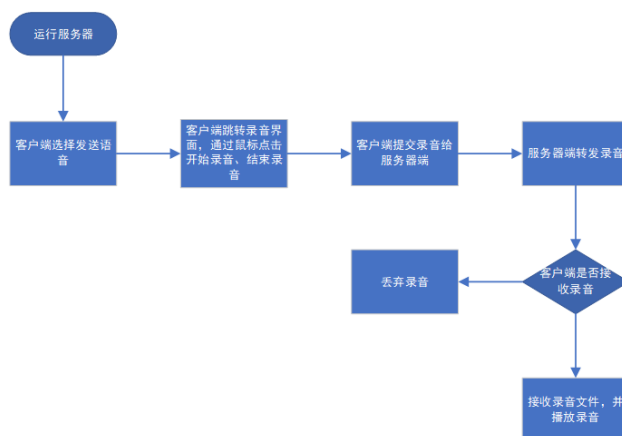 运行服务器
客户端选择发送语
音
客户端跳转录音界
面，通过鼠标点击
开始录音、结束录
音
客户端提交录音给
服务器端
服务器端转发录音
客户端是否接
收录音
丢弃录音
接收录音文件，并
播放录音